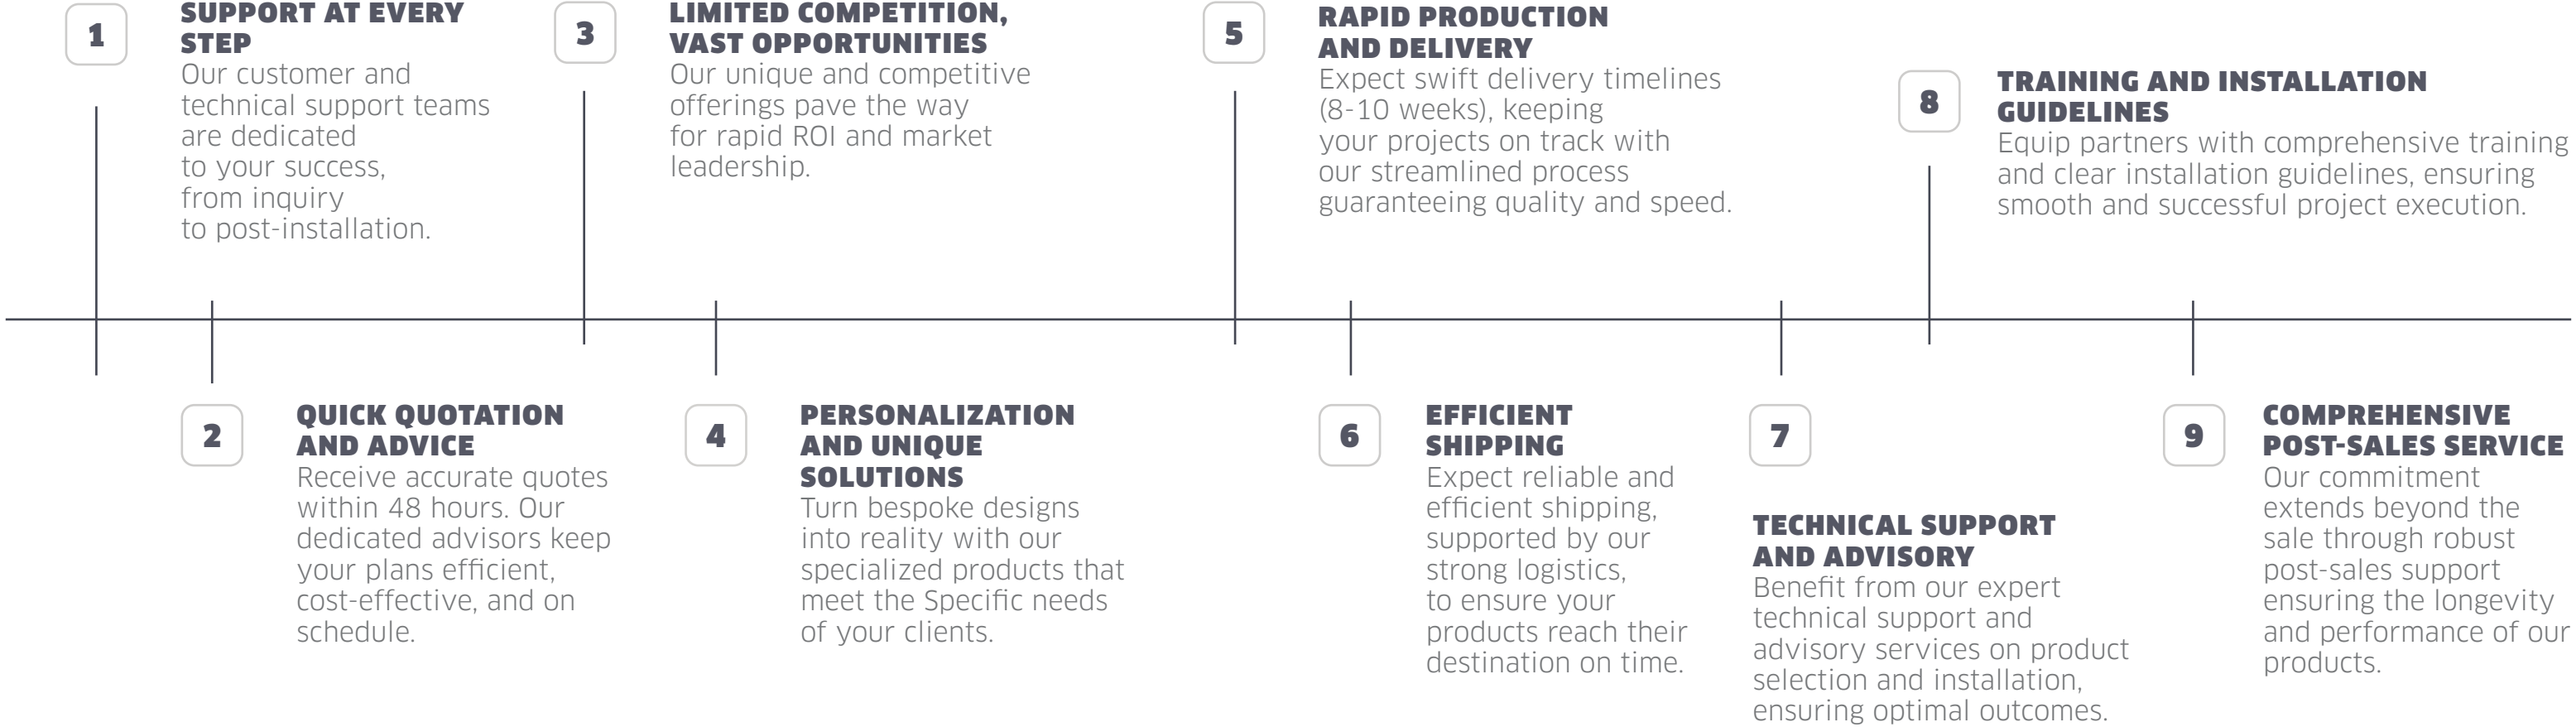 1
SUPPORT AT EVERY
STEP
Our customer and
technical support teams
are dedicated
to your success,
from inquiry
to post-installation.
2
QUICK QUOTATION
AND ADVICE
Receive accurate quotes
within 48 hours. Our
dedicated advisors keep
your plans efficient,
cost-effective, and on
schedule.
3
LIMITED COMPETITION,
VAST OPPORTUNITIES
Our unique and competitive
offerings pave the way
for rapid ROI and market
leadership.
4
PERSONALIZATION
AND UNIQUE
SOLUTIONS
Turn bespoke designs
into reality with our
specialized products that
meet the Specific needs
of your clients.
5
RAPID PRODUCTION
AND DELIVERY
Expect swift delivery timelines
(8-10 weeks), keeping
your projects on track with
our streamlined process
guaranteeing quality and speed.
6
EFFICIENT
SHIPPING
Expect reliable and
efficient shipping,
supported by our
strong logistics,
to ensure your
products reach their
destination on time.
7
TECHNICAL SUPPORT
AND ADVISORY
Benefit from our expert
technical support and
advisory services on product
selection and installation,
ensuring optimal outcomes.
8
TRAINING AND INSTALLATION
GUIDELINES
Equip partners with comprehensive training
and clear installation guidelines, ensuring
smooth and successful project execution.
9
COMPREHENSIVE
POST-SALES SERVICE
Our commitment
extends beyond the
sale through robust
post-sales support
ensuring the longevity
and performance of our
products.